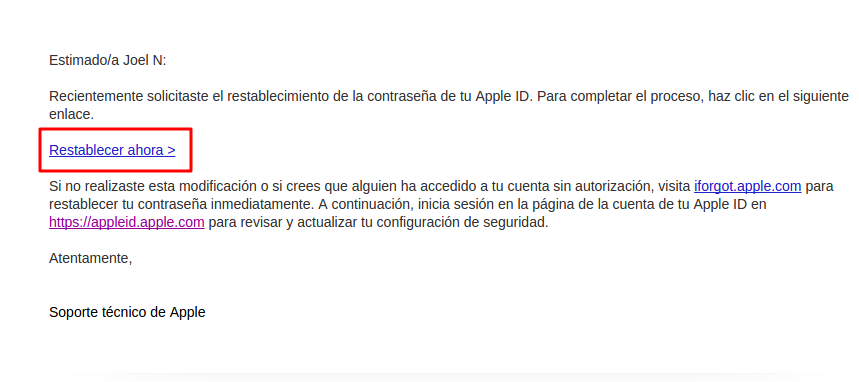 Estimado/a Joel N:
Recientemente solicitaste el restablecimiento de la contraseña de tu Apple ID. Para completar el proceso, haz clic en el siguiente
enlace.
Restablecer ahora >
Si no realizaste esta modificación o si crees que alguien ha accedido a tu cuenta sin autorización, visita iforgot.apple.com para
restablecer tu contraseña inmediatamente. A continuación, inicia sesión en la página de la cuenta de tu Apple ID en
https://appleid.apple.com para revisar y actualizar tu configuración de seguridad.
Atentamente,
Soporte técnico de Apple